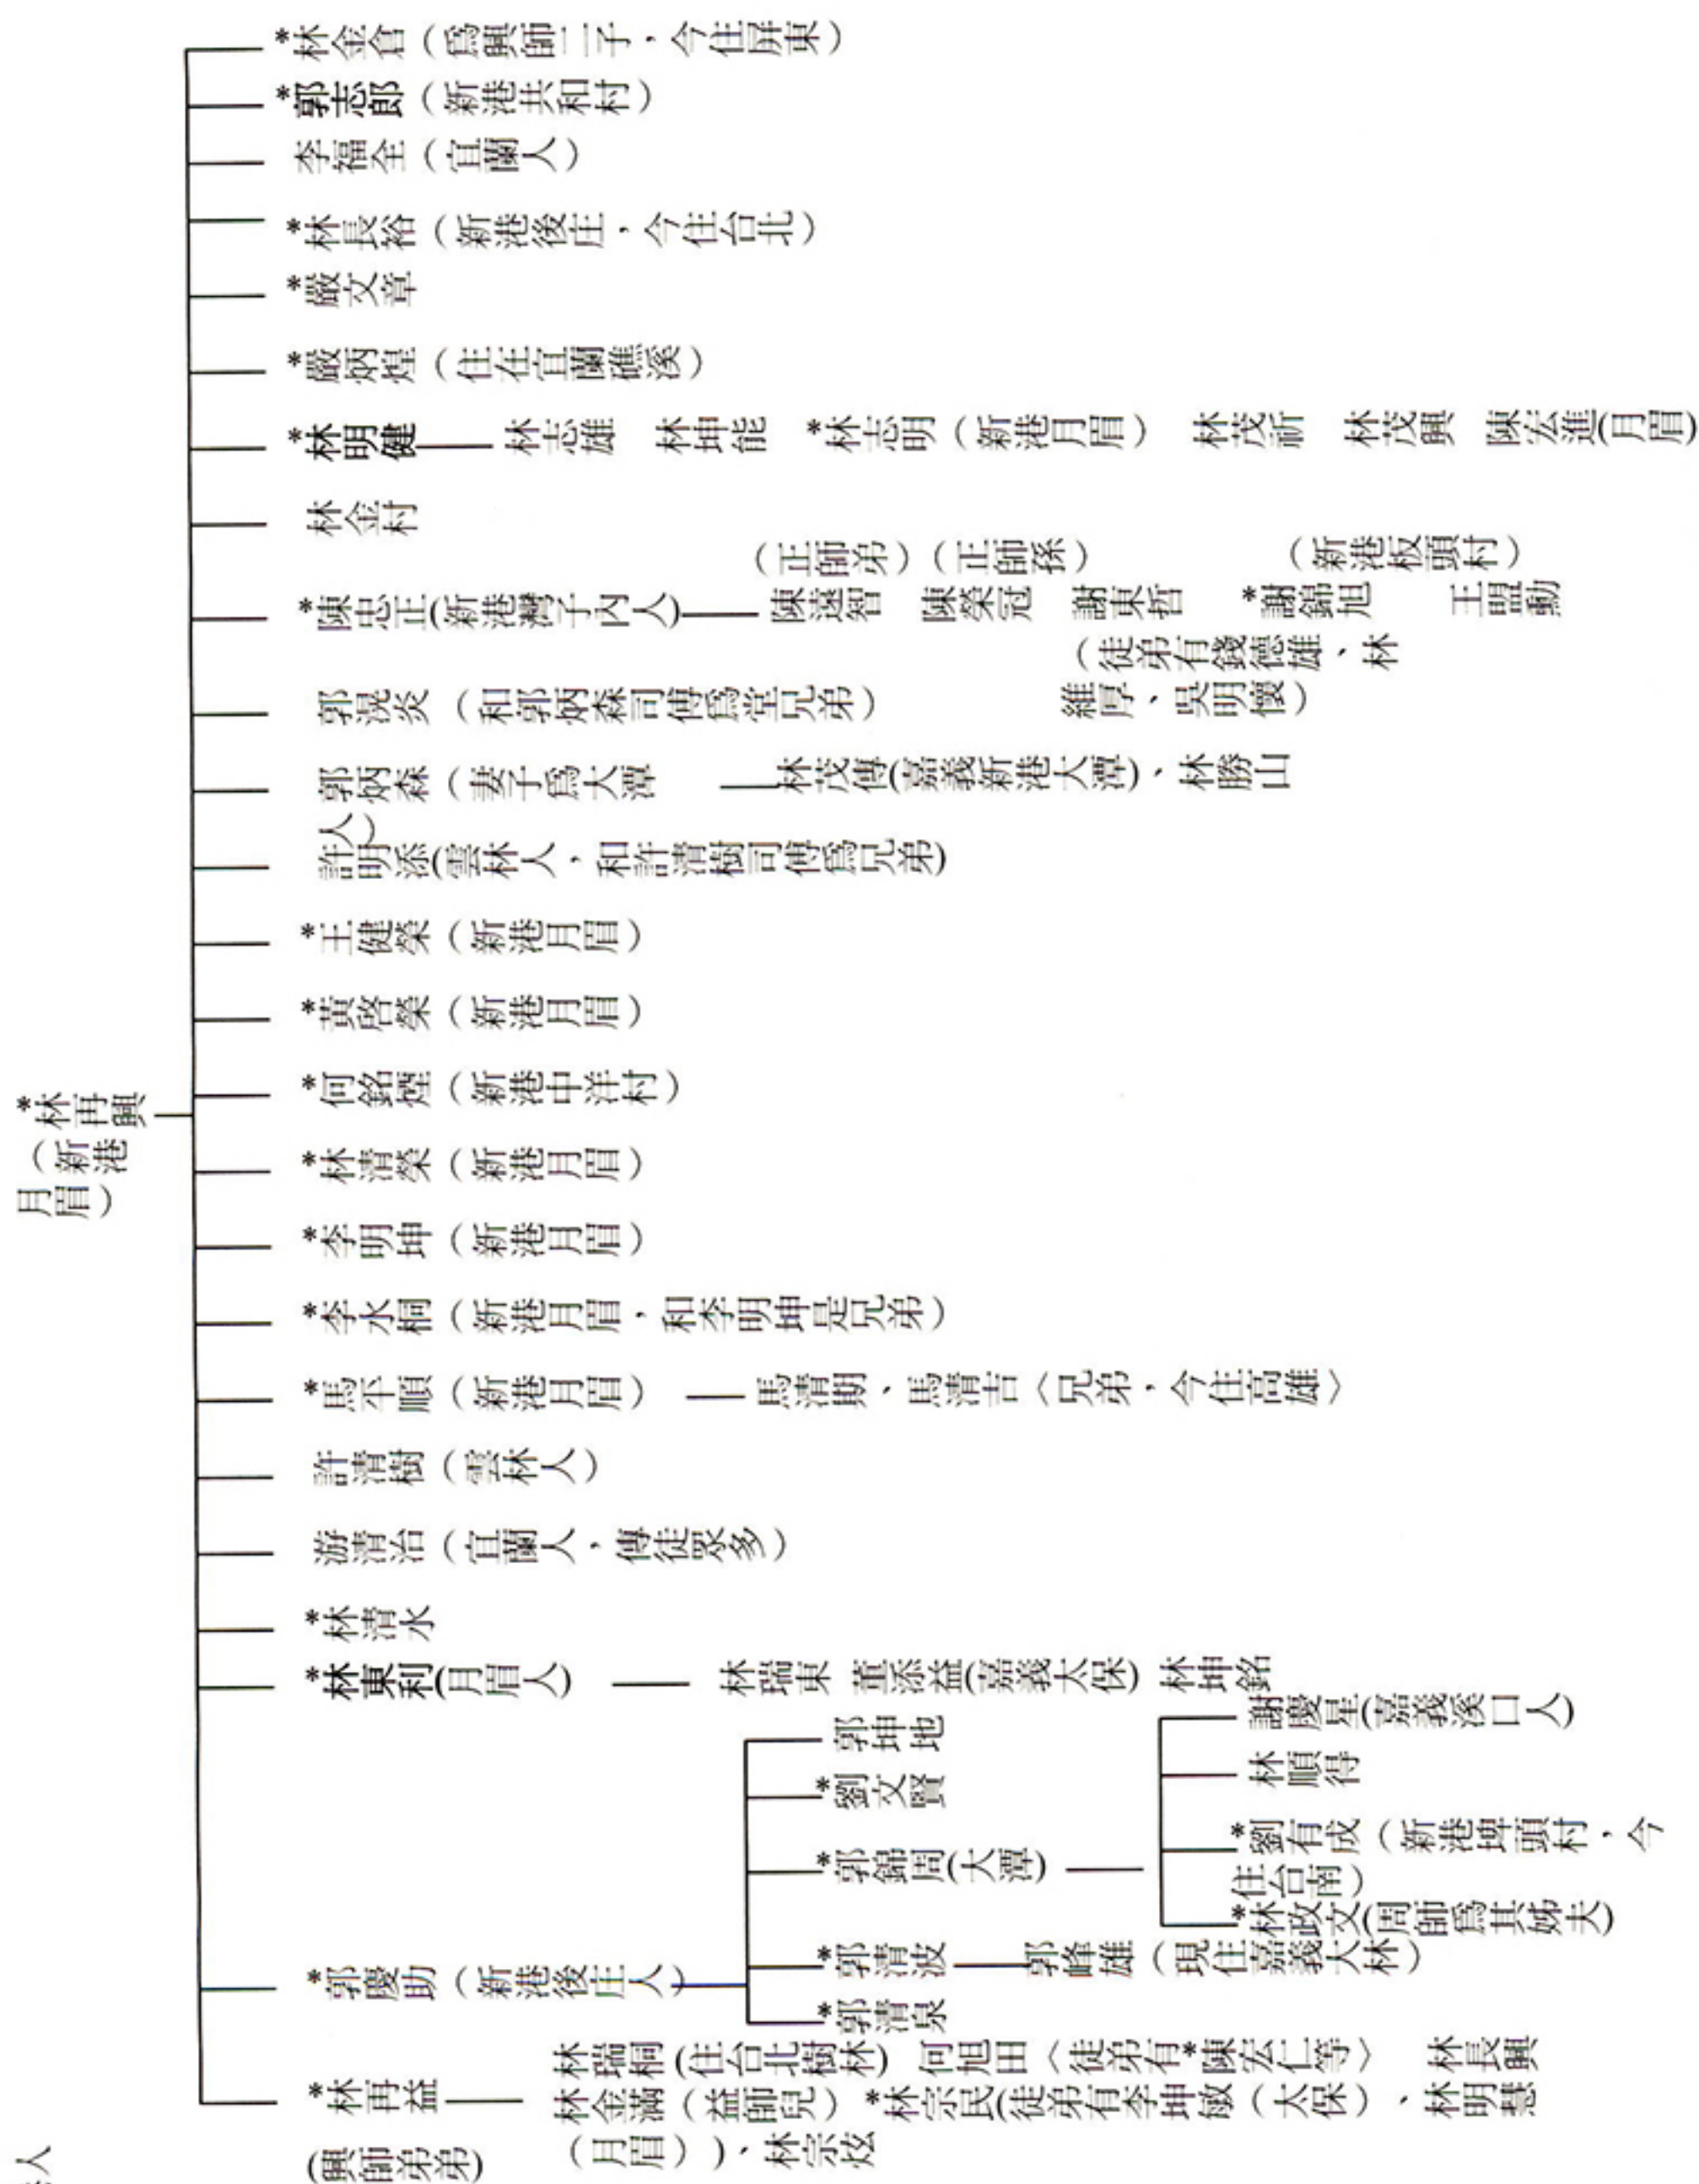 *林再興
（新港
月眉）
*林金倉（爲興師二子，今住屏東）
*郭志郎（新港共和村）
李福全（宜蘭人）
*林長裕（新港後庄，今住台北）
*嚴文章
*嚴炳煌（住在宜蘭礁溪）
*林明健 林志雄 林坤能 *林志明（新港月眉） 林茂祈 林茂興 陳宏進(月眉)
林金村
（正師弟）（正師孫） （新港板頭村）
*陳忠正(新港灣子內人) 陳遠智 陳榮冠 謝東哲 *謝錦旭 王盟勳
（徒弟有錢德雄、林
維厚、吳明懷）
郭滉炎（和郭炳森司傅爲堂兄弟）
郭炳森（妻子爲大潭
人） 林茂傳(嘉義新港大潭)、林勝山
許明添(雲林人，和許清樹司傅爲兄弟)
*王健榮（新港月眉）
*黃啓榮（新港月眉）
*何銘煙（新港中洋村）
*林清榮（新港月眉）
*李明坤（新港月眉）
*李水桐（新港月眉，和李明坤是兄弟）
*馬平順（新港月眉） 馬清期、馬清吉〈兄弟，今住高雄〉
許清樹（雲林人）
游清治（宜蘭人，傳徒眾多）
*林清水
*林東利(月眉人) 林瑞東 董添益(嘉義太保) 林坤銘
*郭慶助（新港後庄人）
郭坤地
*劉文賢
*郭錦周(大潭)
謝慶星(嘉義溪口人)
林順得
*劉有成（新港埤頭村，今
住台南）
*林政文(周師爲其姊夫)
*郭清波 郭峰雄（現住嘉義大林）
*郭清泉
*林再益
(興師弟弟)
林瑞桐(住台北樹林) 何旭田〈徒弟有*陳宏仁等〉 林長興
林金滿（益師兒）*林宗民(徒弟有李坤敏（太保）、林明慧
（月眉）)、林宗炫
人